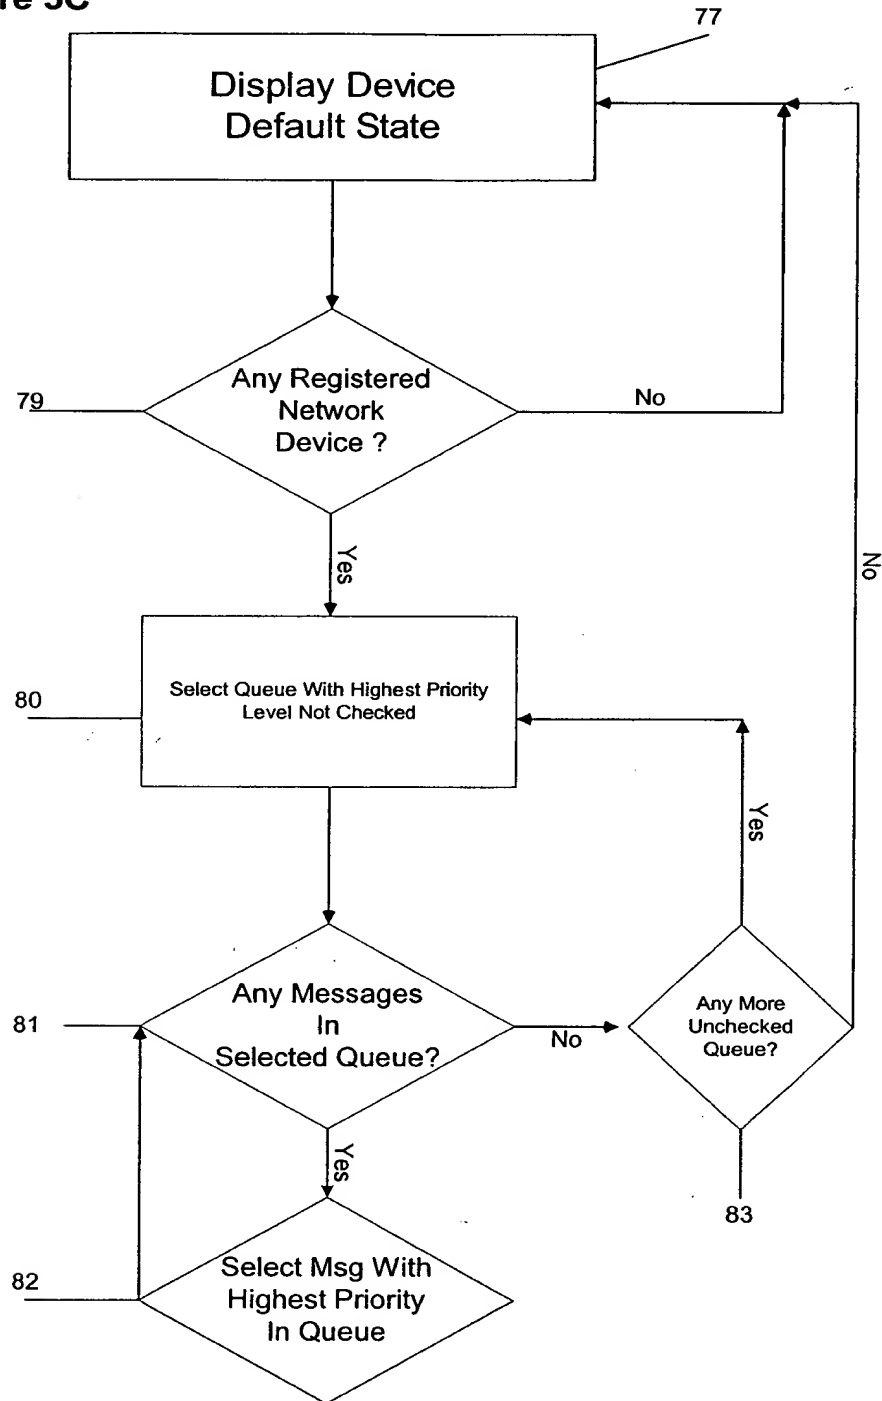 re 3C
77
Display Device
Default State
Any Registered
Network
Device ?
79
No
Yes
No
Select Queue With Highest Priority
Level Not Checked
80
Yes
Any Messages
In
Selected Queue?
81
No
Any More
Unchecked
Queue?
Yes
83
Select Msg With
Highest Priority
In Queue
82